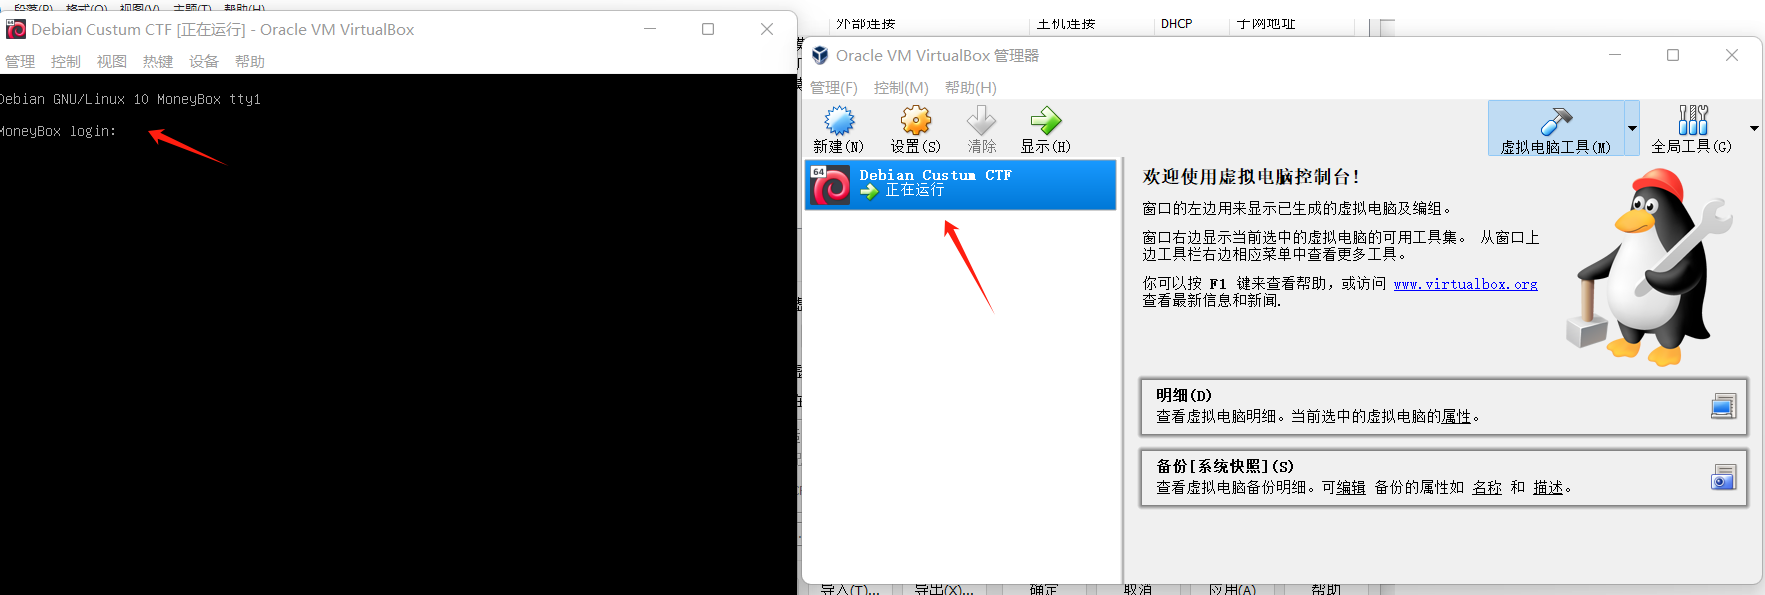 段落(P) 格式(O) 视图(V) 主题(T) 帮助(H)
Debian Custum CTF [正在运行] - Oracle VM VirtualBox
管理 控制 视图 热键 设备 帮助
Debian GNU/Linux 10 MoneyBox tty1
MoneyBox login:
外部连接 主机连接 DHCP 子网地址
Oracle VM VirtualBox 管理器
管理(F) 控制(M) 帮助(H)
新建(N) 设置(S) 清除 显示(H)
虚拟电脑工具(M) 全局工具(G)
64
Debian Custum CTF
正在运行
欢迎使用虚拟电脑控制台!
窗口的左边用来显示已生成的虚拟电脑及编组。
窗口右边显示当前选中的虚拟电脑的可用工具集。 从窗口上
边工具栏右边相应菜单中查看更多工具。
你可以按 F1 键来查看帮助，或访问 www.virtualbox.org
查看最新信息和新闻.
明细(D)
查看虚拟电脑明细。当前选中的虚拟电脑的属性。
备份[系统快照](S)
查看虚拟电脑备份明细。可编辑 备份的属性如 名称 和 描述。
导入(T)... 导出(X)... 确定 取消 应用(A) 帮助